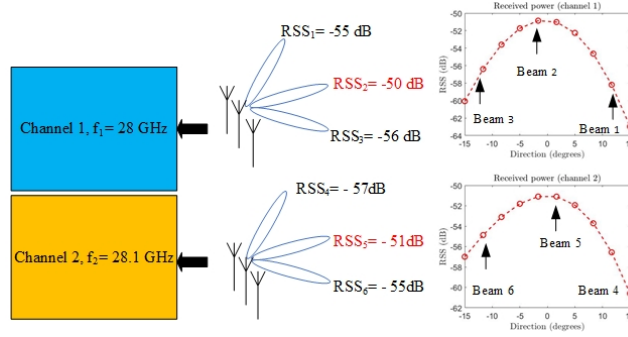 Channel 1, f1= 28 GHz
Channel 2, f2= 28.1 GHz
RSS1= -55 dB
RSS2= -50 dB
RSS3= -56 dB
RSS4= - 57dB
RSS5= - 51dB
RSS6= - 55dB
Received power (channel 1)
-50
-52
-54
-56
-58
-60
-62
-64
RSS (dB)
Beam 2
Beam 3
Beam 1
-15 -10 -5 0 5 10 15
Direction (degrees)
Received power (channel 2)
-50
-52
-54
-56
-58
-60
-62
RSS (dB)
Beam 5
Beam 6
Beam 4
-15 -10 -5 0 5 10 15
Direction (degrees)